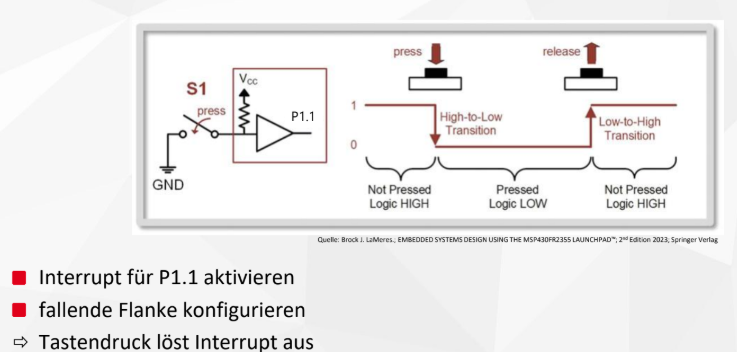 S1
press
V_CC
P1.1
GND
press
release
1
0
High-to-Low
Transition
Low-to-High
Transition
Not Pressed
Logic HIGH
Pressed
Logic LOW
Not Pressed
Logic HIGH
Quelle: Brock J. LaMeres.; EMBEDDED SYSTEMS DESIGN USING THE MSP430FR2355 LAUNCHPAD™; 2nd Edition 2023; Springer Verlag
Interrupt für P1.1 aktivieren
fallende Flanke konfigurieren
⇨ Tastendruck löst Interrupt aus